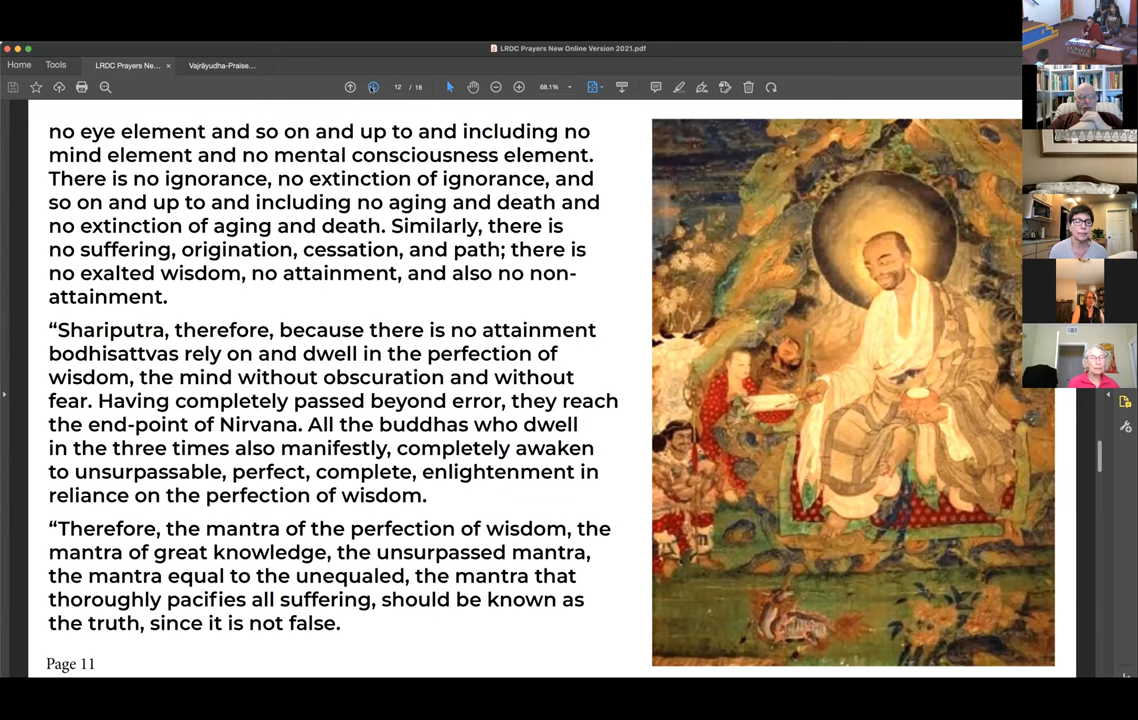 LRDC Prayers New Online Version 2021.pdf
Home Tools LRDC Prayers Ne... × Vajrāyudha-Praise...
12 / 18 68.1%
no eye element and so on and up to and including no
mind element and no mental consciousness element.
There is no ignorance, no extinction of ignorance, and
so on and up to and including no aging and death and
no extinction of aging and death. Similarly, there is
no suffering, origination, cessation, and path; there is
no exalted wisdom, no attainment, and also no non-
attainment.
“Shariputra, therefore, because there is no attainment
bodhisattvas rely on and dwell in the perfection of
wisdom, the mind without obscuration and without
fear. Having completely passed beyond error, they reach
the end-point of Nirvana. All the buddhas who dwell
in the three times also manifestly, completely awaken
to unsurpassable, perfect, complete, enlightenment in
reliance on the perfection of wisdom.
“Therefore, the mantra of the perfection of wisdom, the
mantra of great knowledge, the unsurpassed mantra,
the mantra equal to the unequaled, the mantra that
thoroughly pacifies all suffering, should be known as
the truth, since it is not false.
Page 11